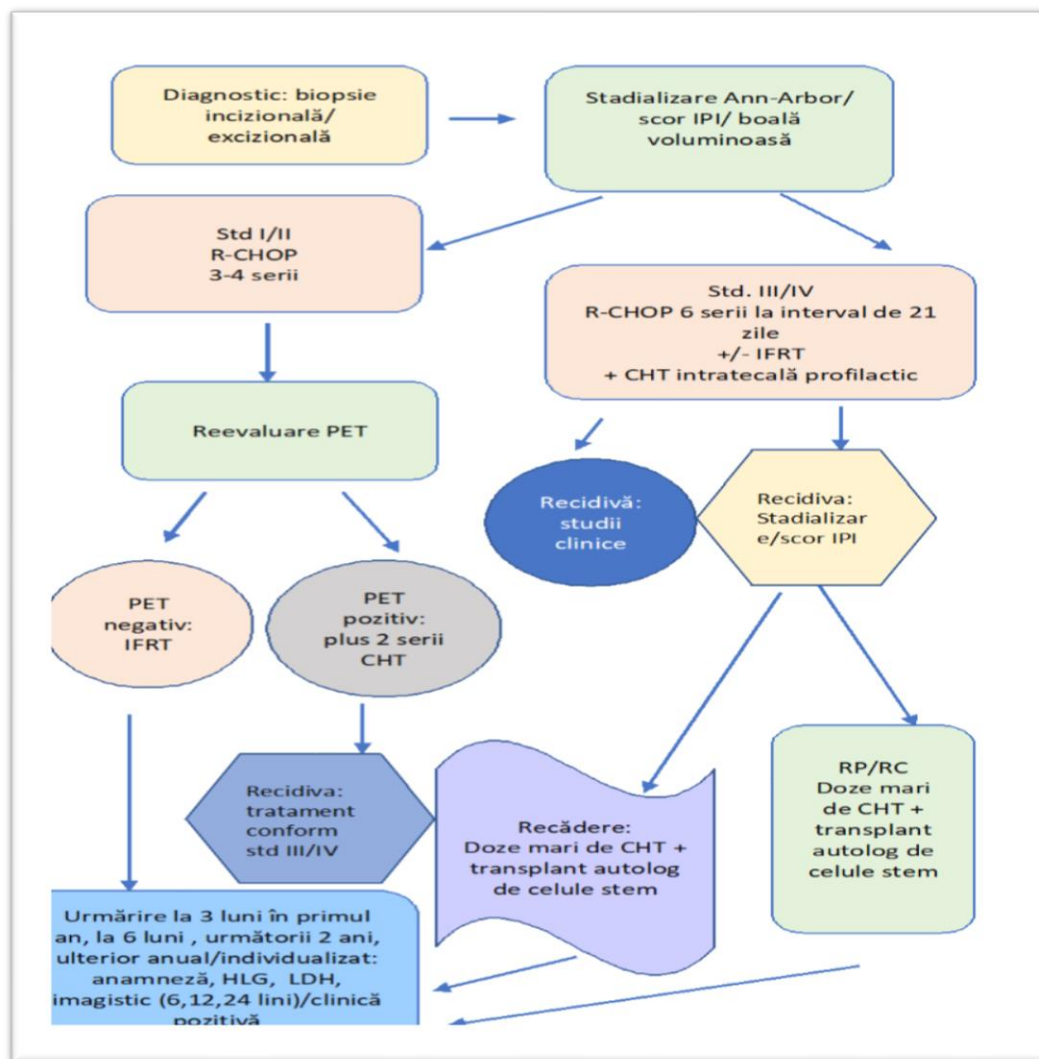 Diagnostic: biopsie
incizională/
excizională
Stadializare Ann-Arbor/
scor IPI/ boală
voluminoasă
Std I/II
R-CHOP
3-4 serii
Std. III/IV
R-CHOP 6 serii la interval de 21
zile
+/- IFRT
+ CHT intratecală profilactic
Reevaluare PET
Recidivă:
studii
clinice
Recidiva:
Stadializar
e/scor IPI
PET
negativ:
IFRT
PET
pozitiv:
plus 2 serii
CHT
Recidiva:
tratament
conform
std III/IV
Recădere:
Doze mari de CHT +
transplant autolog
de celule stem
RP/RC
Doze mari
de CHT +
transplant
autolog de
celule stem
Urmărire la 3 luni în primul
an, la 6 luni , următorii 2 ani,
ulterior anual/individualizat:
anamneză, HLG, LDH,
imagistic (6,12,24 lini)/clinică
pozitivă